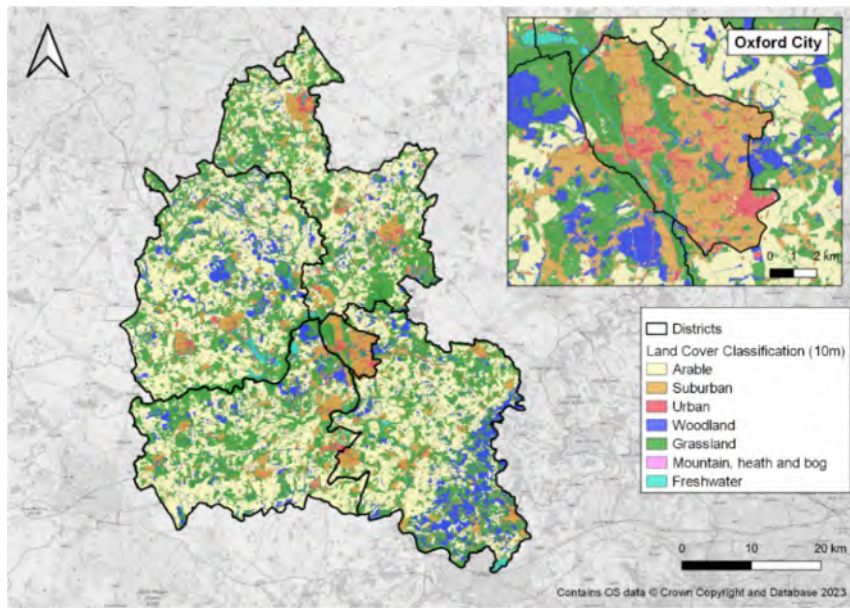 Oxford City
0 1 2 km
Districts
Land Cover Classification (10m)
Arable
Suburban
Urban
Woodland
Grassland
Mountain, heath and bog
Freshwater
0 10 20 km
Contains OS data © Crown Copyright and Database 2023